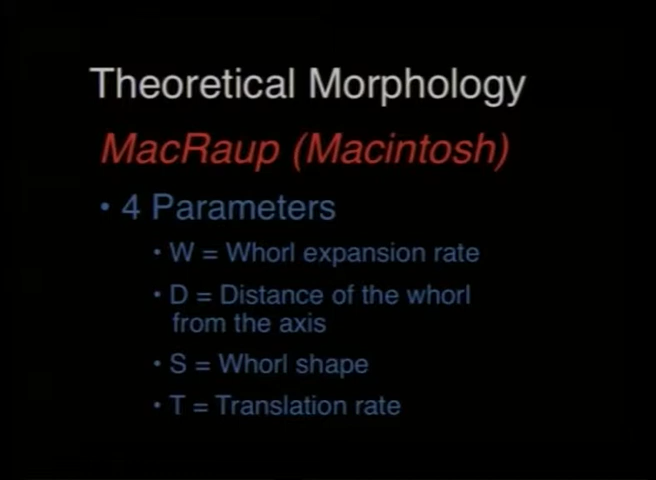 Theoretical Morphology
MacRaup (Macintosh)
• 4 Parameters
• W = Whorl expansion rate
• D = Distance of the whorl
from the axis
• S = Whorl shape
• T = Translation rate